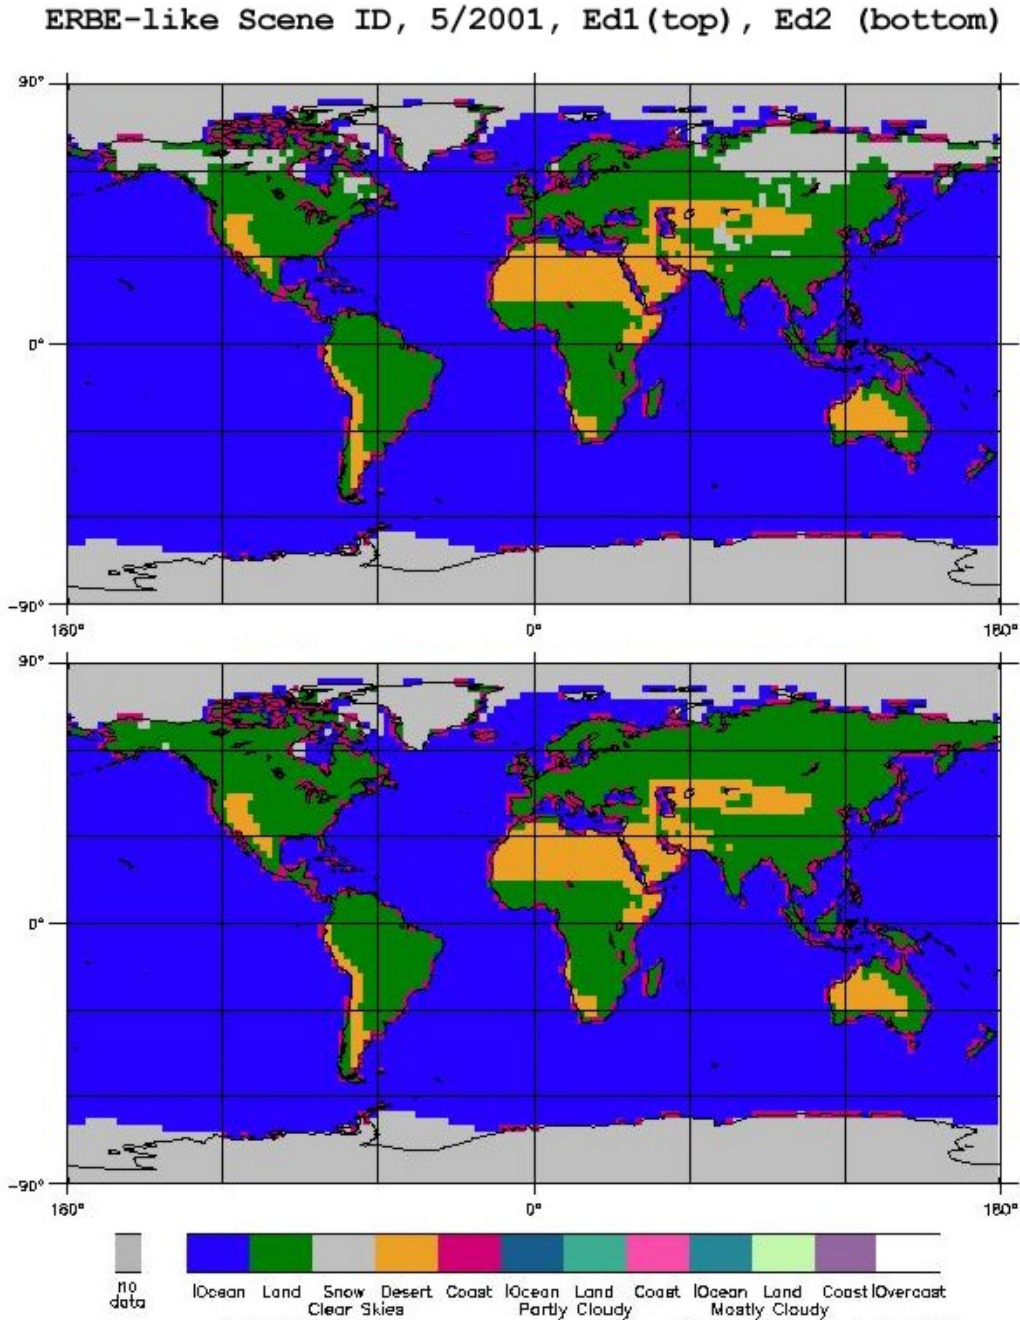 ERBE-like Scene ID, 5/2001, Ed1(top), Ed2 (bottom)
90°
0°
-90°
180° 0° 180°
90°
0°
-90°
180° 0° 180°
no data
Ocean Land Snow Desert Coast Ocean Land Coast Ocean Land Coast Overcast
Clear Skies Partly Cloudy Mostly Cloudy